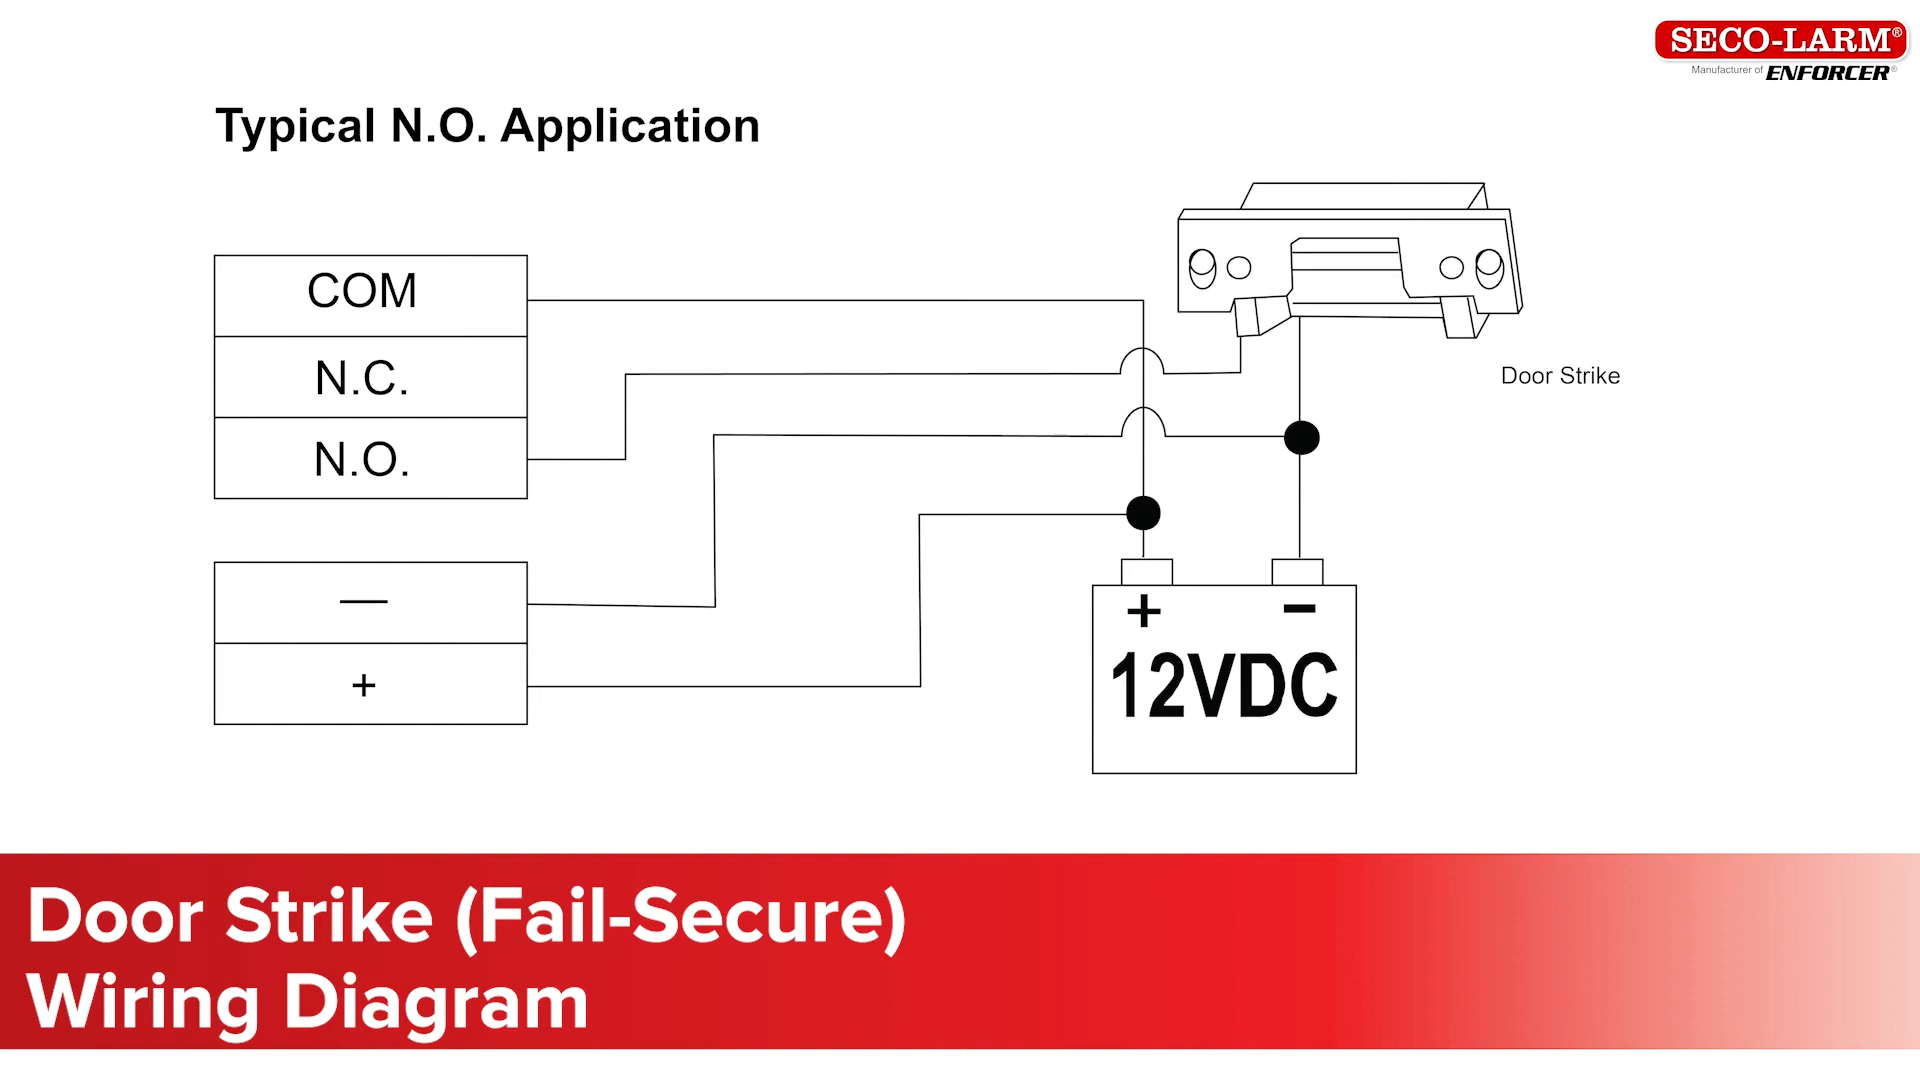 SECO-LARM®
Manufacturer of ENFORCER®
Typical N.O. Application
COM
N.C.
N.O.
—
+
Door Strike
+ −
12VDC
Door Strike (Fail-Secure)
Wiring Diagram